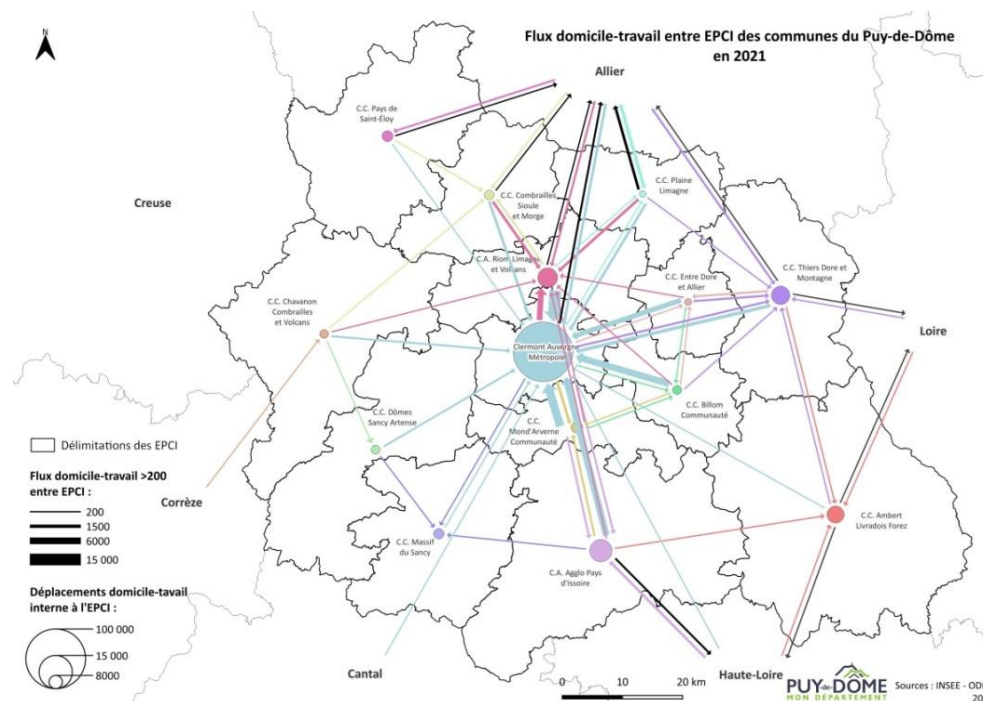 N
Flux domicile-travail entre EPCI des communes du Puy-de-Dôme
en 2021
Allier
C.C. Pays de
Saint-Éloy
C.C. Plaine
Limagne
Creuse
C.C. Combrailles
Sioule
et Morge
C.A. Riom Limagne
et Volcans
C.C. Entre Dore
et Allier
C.C. Thiers Dore et
Montagne
C.C. Chavanon
Combrailles
et Volcans
Loire
Clermont Auvergne
Métropole
C.C. Billom
Communauté
C.C. Dômes
Sancy Artense
C.C.
Mond'Arverne
Communauté
Délimitations des EPCI
Flux domicile-travail >200
entre EPCI :
200
1500
6000
15 000
Corrèze
C.C. Massif
du Sancy
C.C. Ambert
Livradois Forez
C.A. Agglo Pays
d'Issoire
Déplacements domicile-tavail
interne à l'EPCI :
100 000
15 000
8000
Cantal
Haute-Loire
0 10 20 km
PUY-DE-DÔME
MON DÉPARTEMENT
Sources : INSEE - OD
20